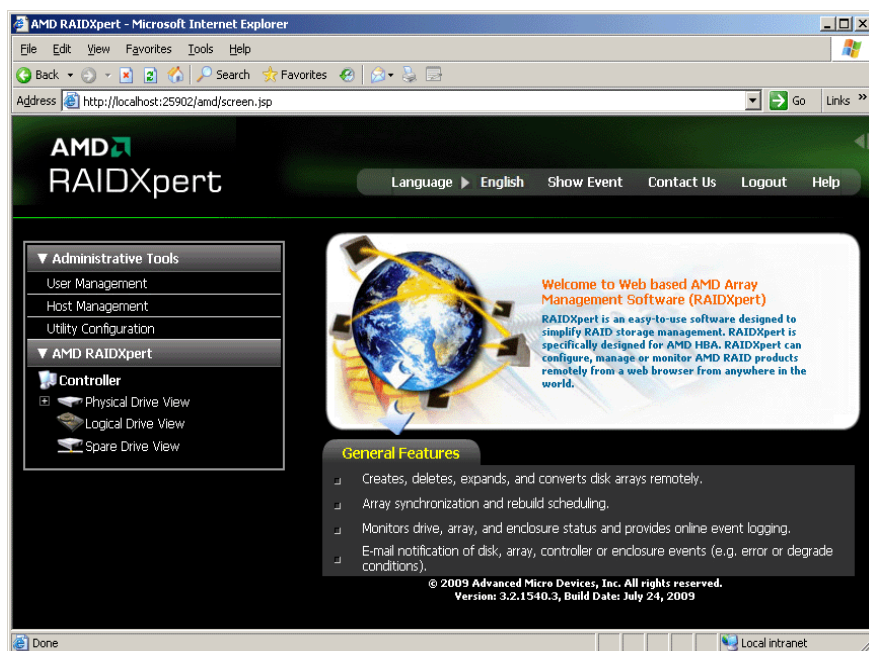 AMD RAIDXpert - Microsoft Internet Explorer
File Edit View Favorites Tools Help
Back Search Favorites
Address http://localhost:25902/amd/screen.jsp Go Links »
AMD
RAIDXpert
Language English Show Event Contact Us Logout Help
Administrative Tools
User Management
Host Management
Utility Configuration
AMD RAIDXpert
Controller
Physical Drive View
Logical Drive View
Spare Drive View
Welcome to Web based AMD Array
Management Software (RAIDXpert)
RAIDXpert is an easy-to-use software designed to
simplify RAID storage management. RAIDXpert is
specifically designed for AMD HBA. RAIDXpert can
configure, manage or monitor AMD RAID products
remotely from a web browser from anywhere in the
world.
General Features
Creates, deletes, expands, and converts disk arrays remotely.
Array synchronization and rebuild scheduling.
Monitors drive, array, and enclosure status and provides online event logging.
E-mail notification of disk, array, controller or enclosure events (e.g. error or degrade
conditions).
© 2009 Advanced Micro Devices, Inc. All rights reserved.
Version: 3.2.1540.3, Build Date: July 24, 2009
Done Local intranet